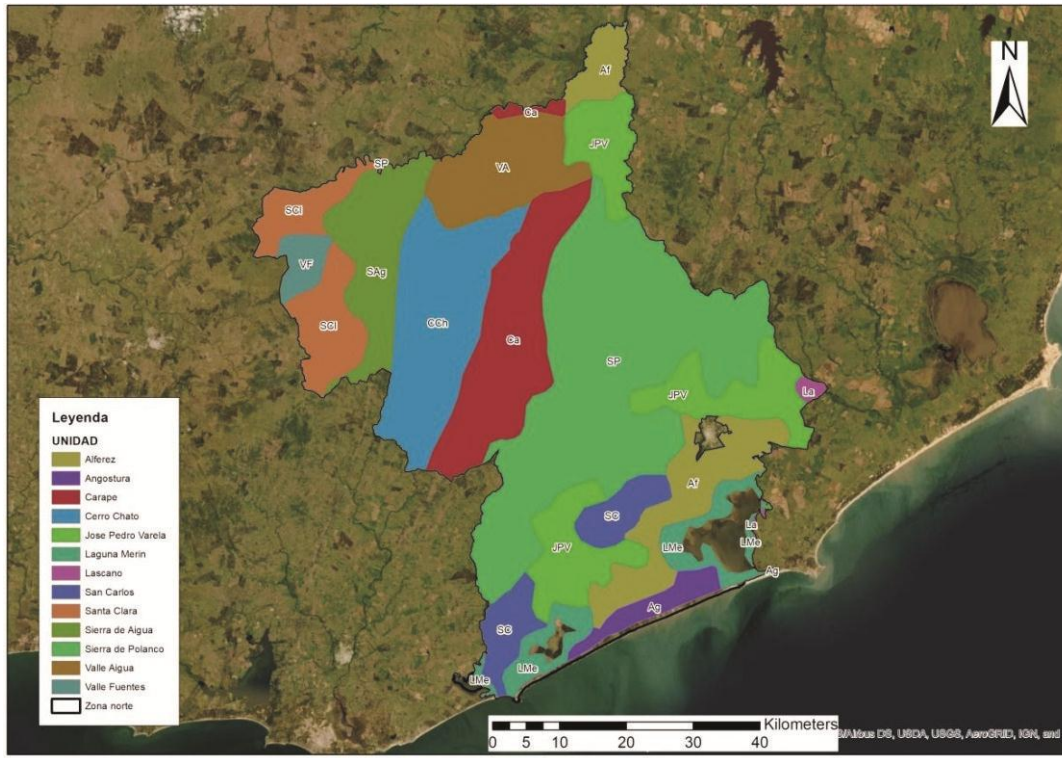 N
Af
Ca
JPV
SP
VA
SCl
VF
SAg
SCl
CCh
Ca
SP
La
JPV
Af
SC
La
LMe
LMe
JPV
Ag
Ag
SC
LMe
LMe
Leyenda
UNIDAD
Alferez
Angostura
Carape
Cerro Chato
Jose Pedro Varela
Laguna Merin
Lascano
San Carlos
Santa Clara
Sierra de Aigua
Sierra de Polanco
Valle Aigua
Valle Fuentes
Zona norte
Kilometers
0 5 10 20 30 40
DS, USDA, USGS, AeroGRID, IGN, and